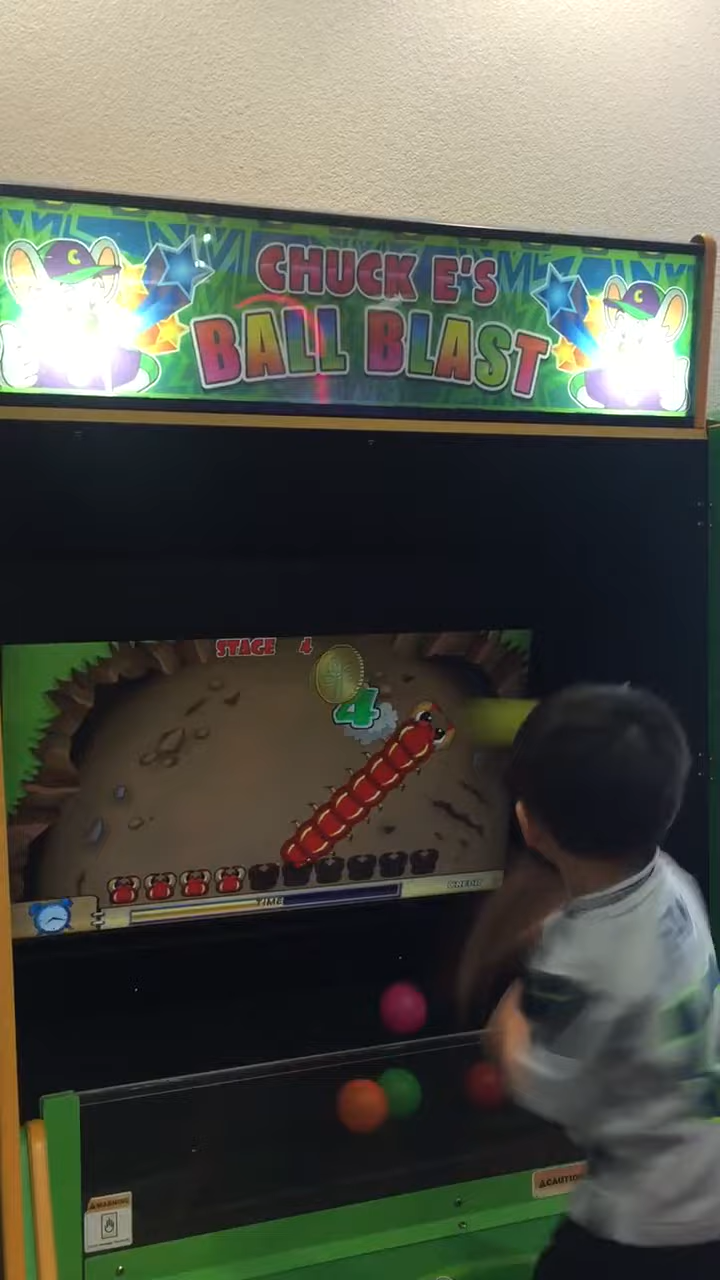 C
C
CHUCK E'S
BALL BLAST
STAGE 4
4
TIME
CREDIT
⚠CAUTION
⚠WARNING